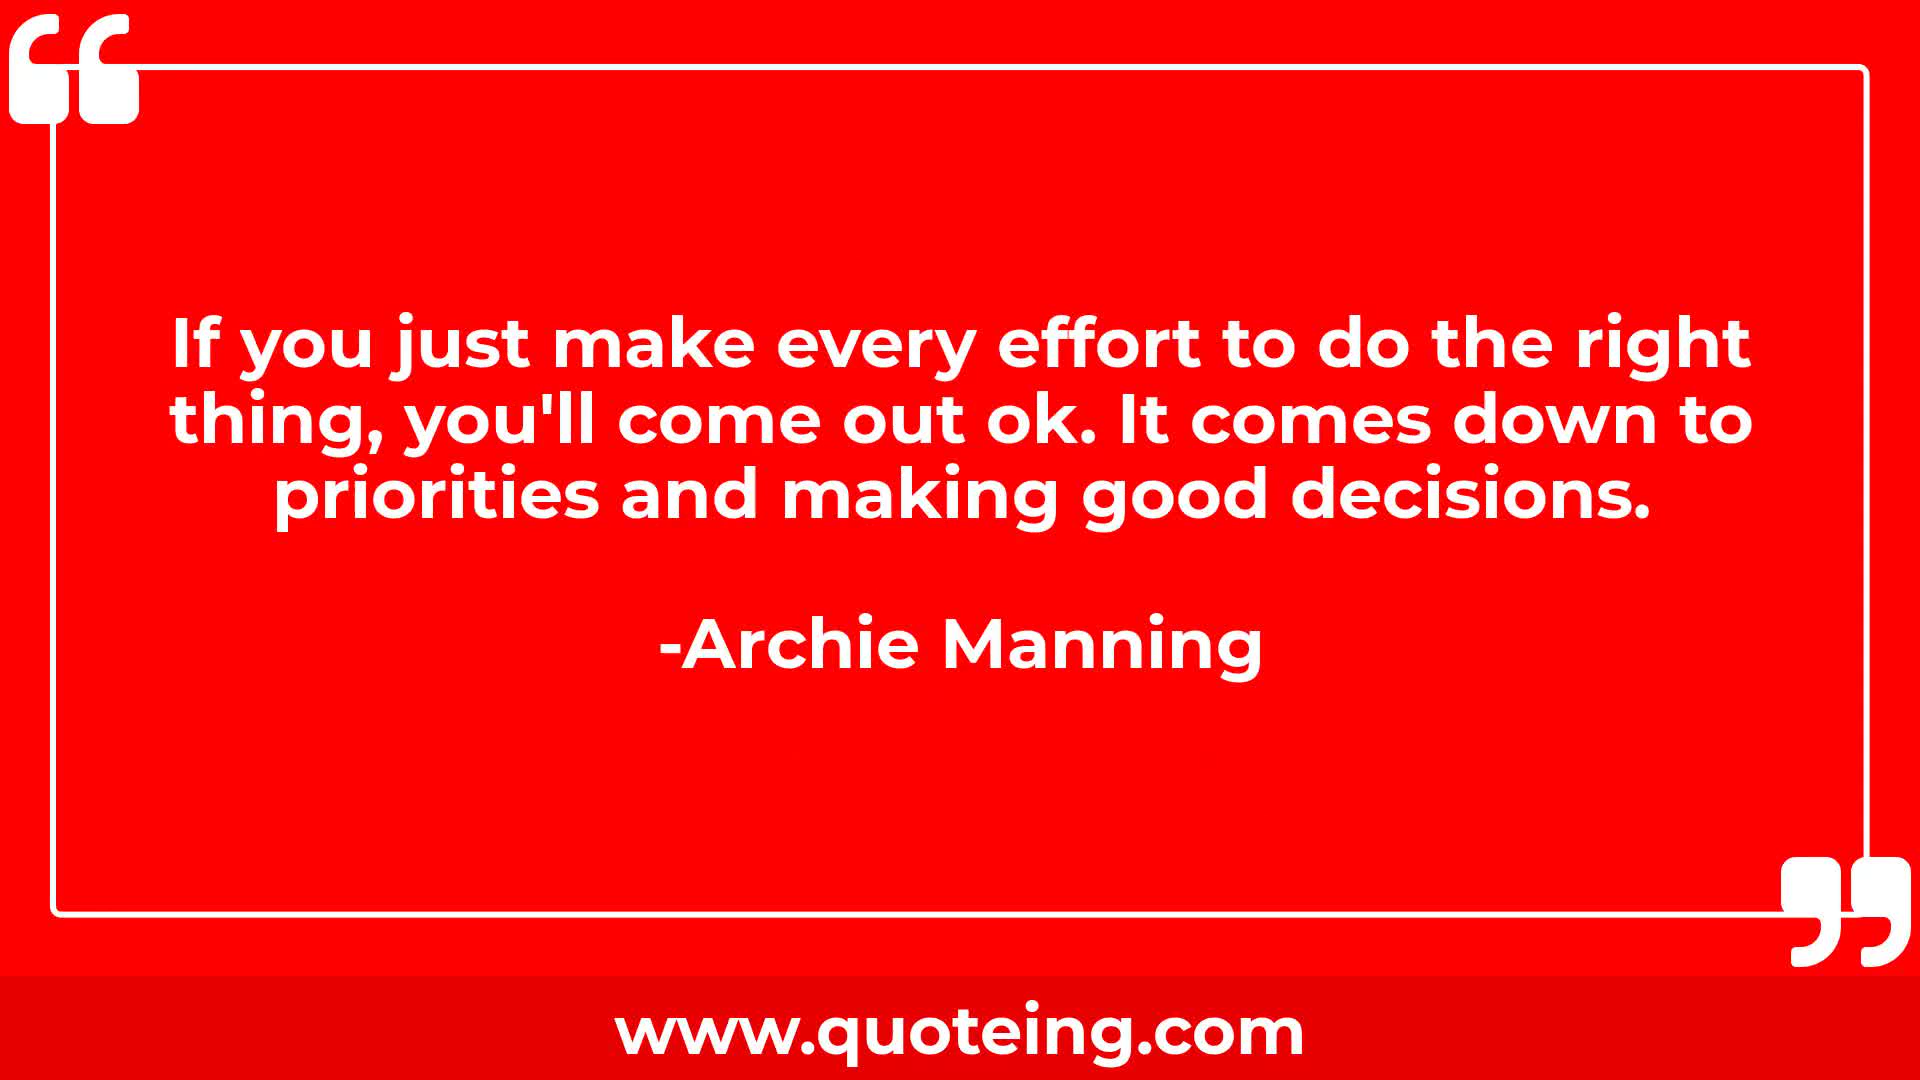 If you just make every effort to do the right
thing, you'll come out ok. It comes down to
priorities and making good decisions.
-Archie Manning
www.quoteing.com